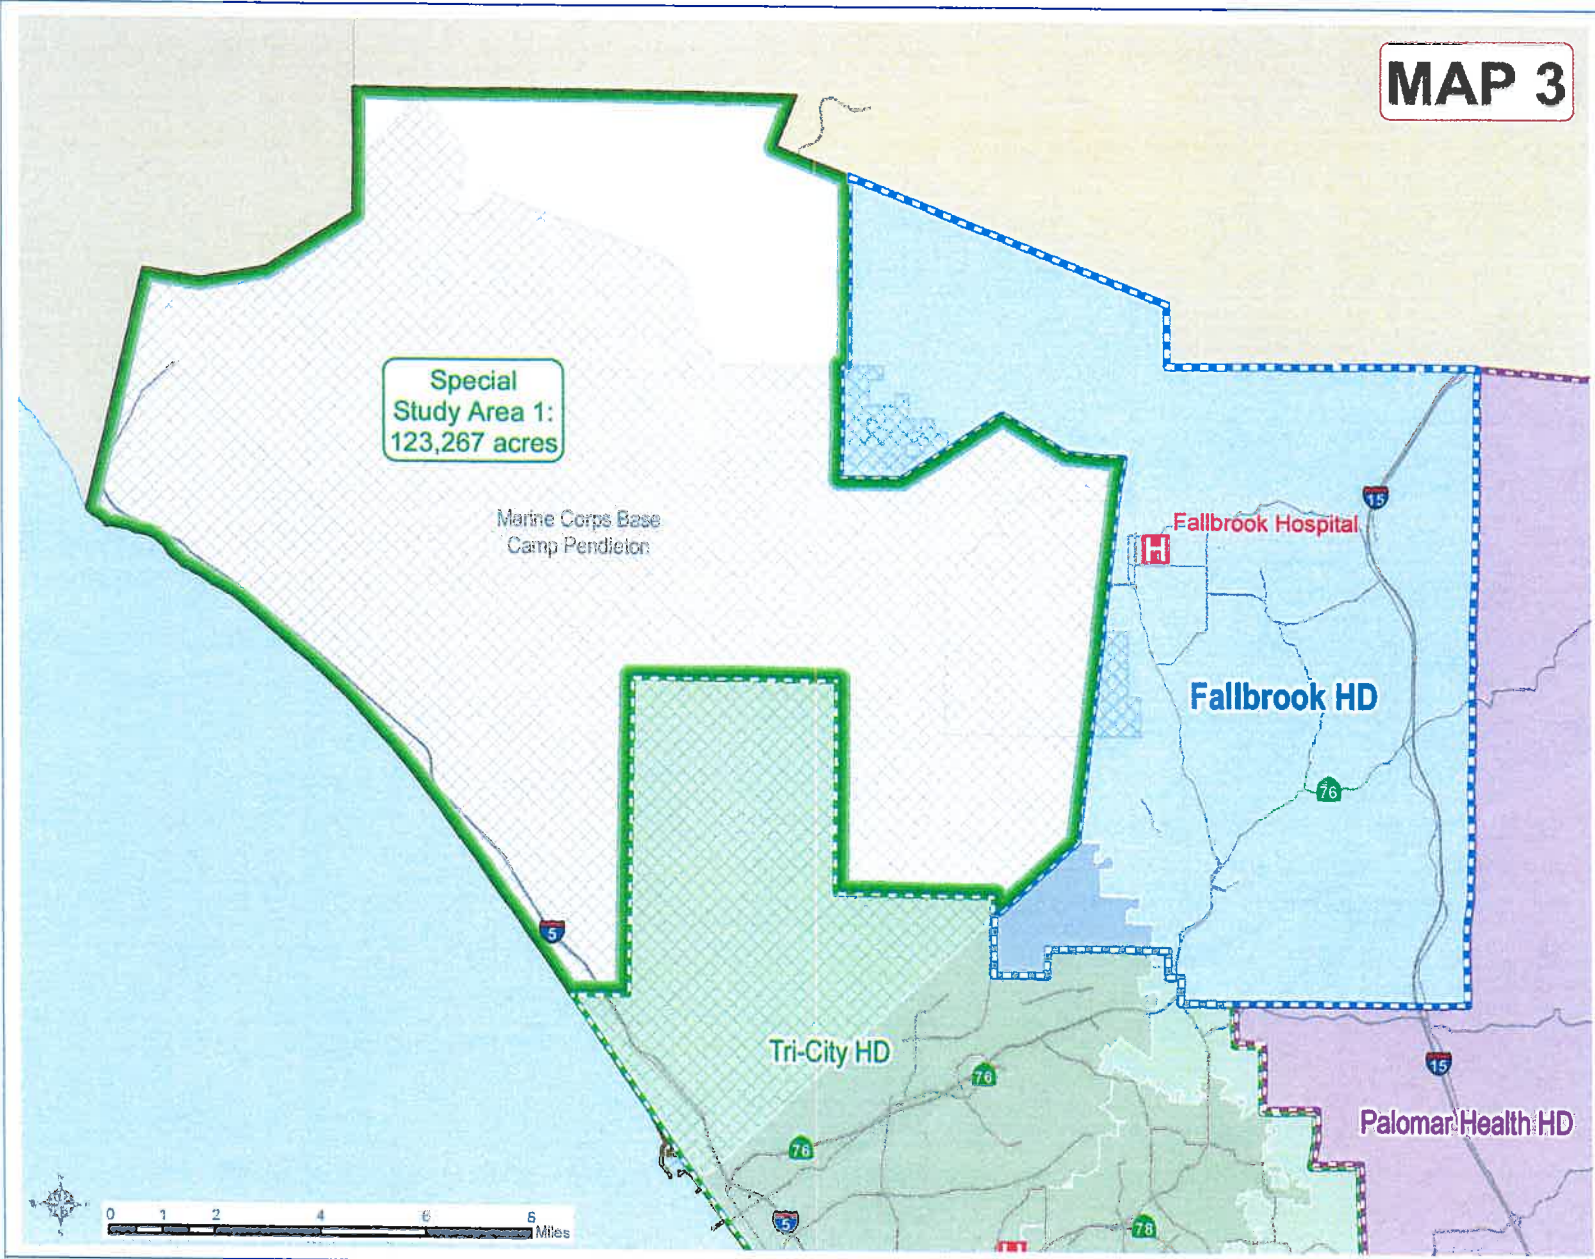 MAP 3
Special
Study Area 1:
123,267 acres
Marine Corps Base
Camp Pendleton
15
Fallbrook Hospital
H
Fallbrook HD
76
5
Tri-City HD
76
15
Palomar Health HD
76
0 1 2 4 6 8
Miles
5
78
H